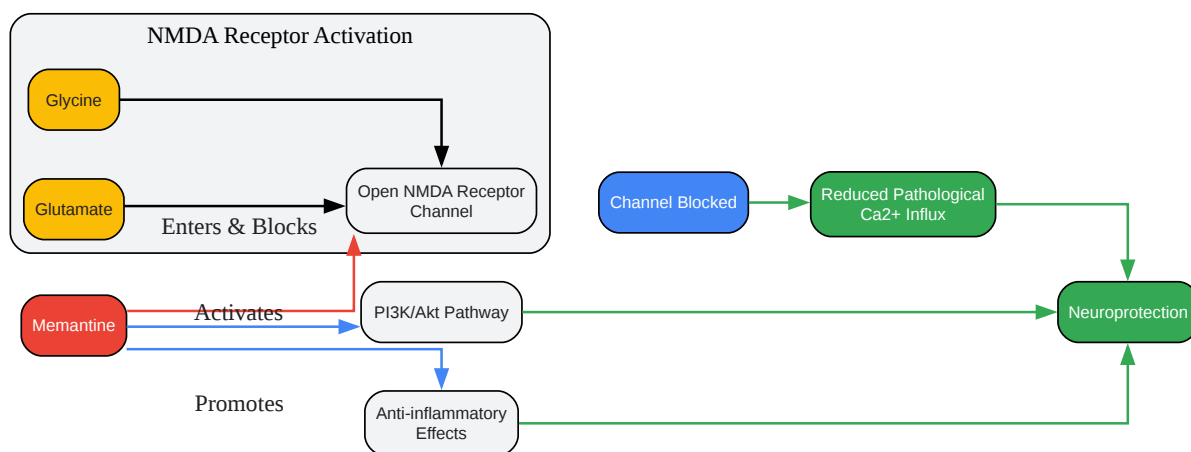 NMDA Receptor Activation
Glycine
Glutamate
Enters & Blocks
Open NMDA Receptor
Channel
Channel Blocked
Reduced Pathological
Ca2+ Influx
Memantine
Activates
PI3K/Akt Pathway
Neuroprotection
Promotes
Anti-inflammatory
Effects